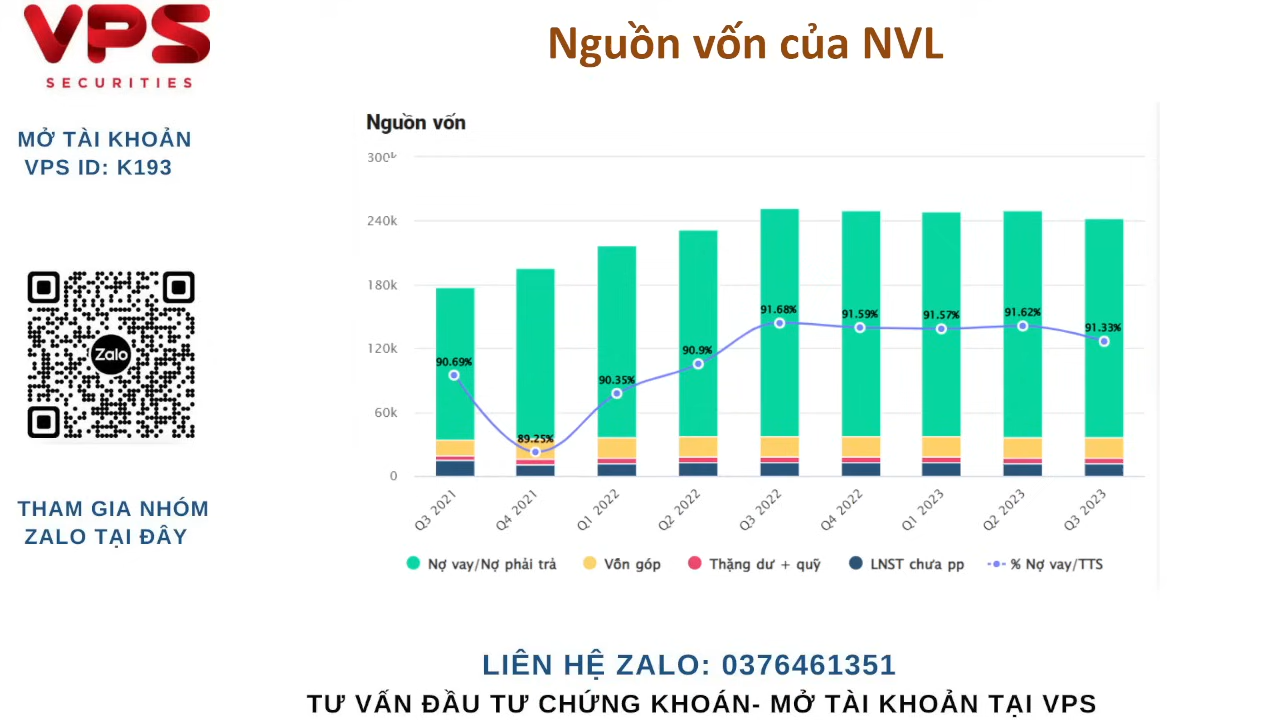 VPS
SECURITIES
Nguồn vốn của NVL
MỞ TÀI KHOẢN
VPS ID: K193
Zalo
THAM GIA NHÓM
ZALO TẠI ĐÂY
Nguồn vốn
300k
240k
180k
120k
60k
0
90.69%
89.25%
90.35%
90.9%
91.68%
91.59%
91.57%
91.62%
91.33%
Q3 2021
Q4 2021
Q1 2022
Q2 2022
Q3 2022
Q4 2022
Q1 2023
Q2 2023
Q3 2023
Nợ vay/Nợ phải trả
Vốn góp
Thặng dư + quỹ
LNST chưa pp
% Nợ vay/TTS
LIÊN HỆ ZALO: 0376461351
TƯ VẤN ĐẦU TƯ CHỨNG KHOÁN- MỞ TÀI KHOẢN TẠI VPS